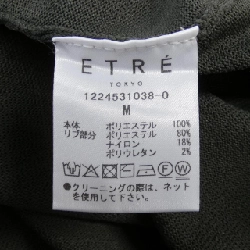 ETRÉ
TOKYO
1224531038-0
M
本体 ポリエステル 100%
リブ部分 ポリエステル 80%
ナイロン 18%
ポリウレタン 2%
●クリーニングの際は、ネット
を使用して下さい。